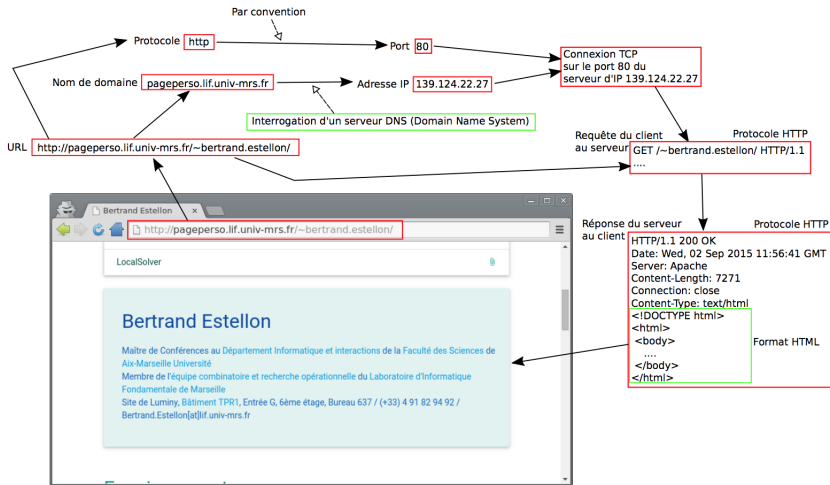 Par convention
Protocole http
Port 80
Connexion TCP
sur le port 80 du
serveur d'IP 139.124.22.27
Nom de domaine pageperso.lif.univ-mrs.fr
Adresse IP 139.124.22.27
Interrogation d'un serveur DNS (Domain Name System)
URL http://pageperso.lif.univ-mrs.fr/~bertrand.estellon/
Requête du client
au serveur
Protocole HTTP
GET /~bertrand.estellon/ HTTP/1.1
....
Bertrand Estellon
http://pageperso.lif.univ-mrs.fr/~bertrand.estellon/
LocalSolver
Bertrand Estellon
Maître de Conférences au Département Informatique et interactions de la Faculté des Sciences de
Aix-Marseille Université
Membre de l'équipe combinatoire et recherche opérationnelle du Laboratoire d'Informatique
Fondamentale de Marseille
Site de Luminy, Bâtiment TPR1, Entrée G, 6ème étage, Bureau 637 / (+33) 4 91 82 94 92 /
Bertrand.Estellon[at]lif.univ-mrs.fr
Réponse du serveur
au client
Protocole HTTP
HTTP/1.1 200 OK
Date: Wed, 02 Sep 2015 11:56:41 GMT
Server: Apache
Content-Length: 7271
Connection: close
Content-Type: text/html
<!DOCTYPE html>
<html>
<body>
....
</body>
</html>
Format HTML